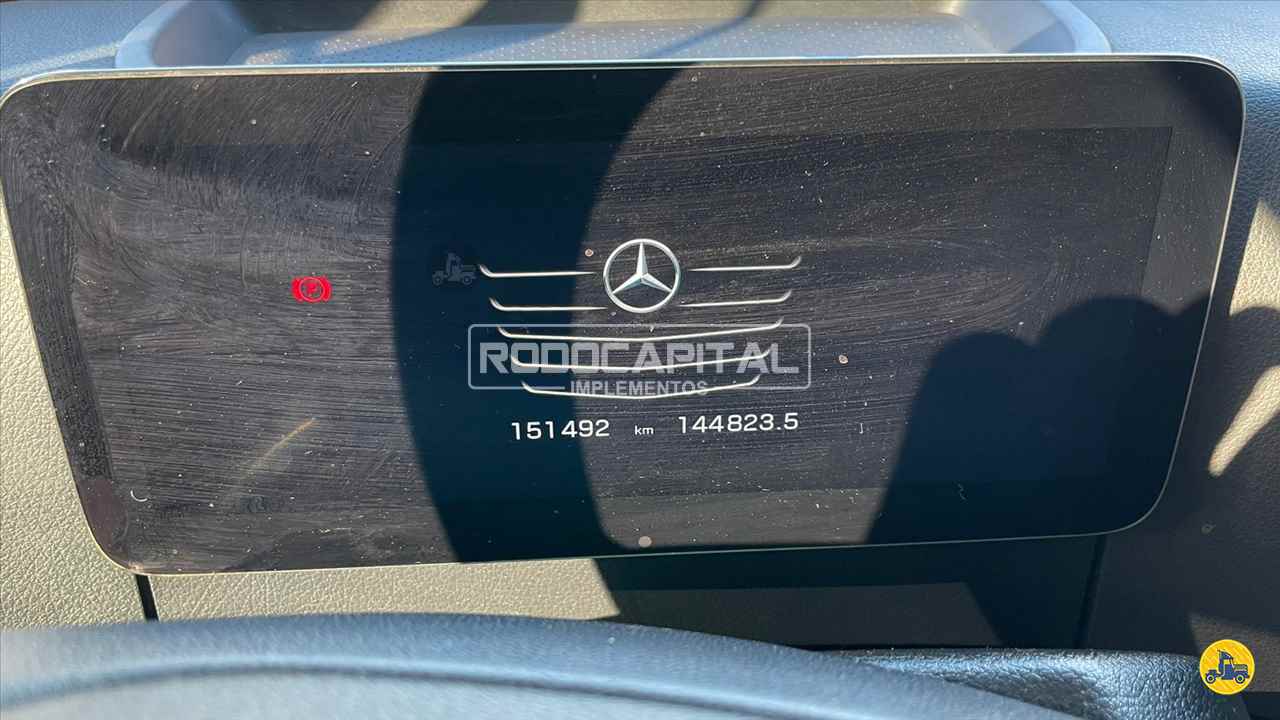 RODOCAPITAL
IMPLEMENTOS
151492 km 144823.5